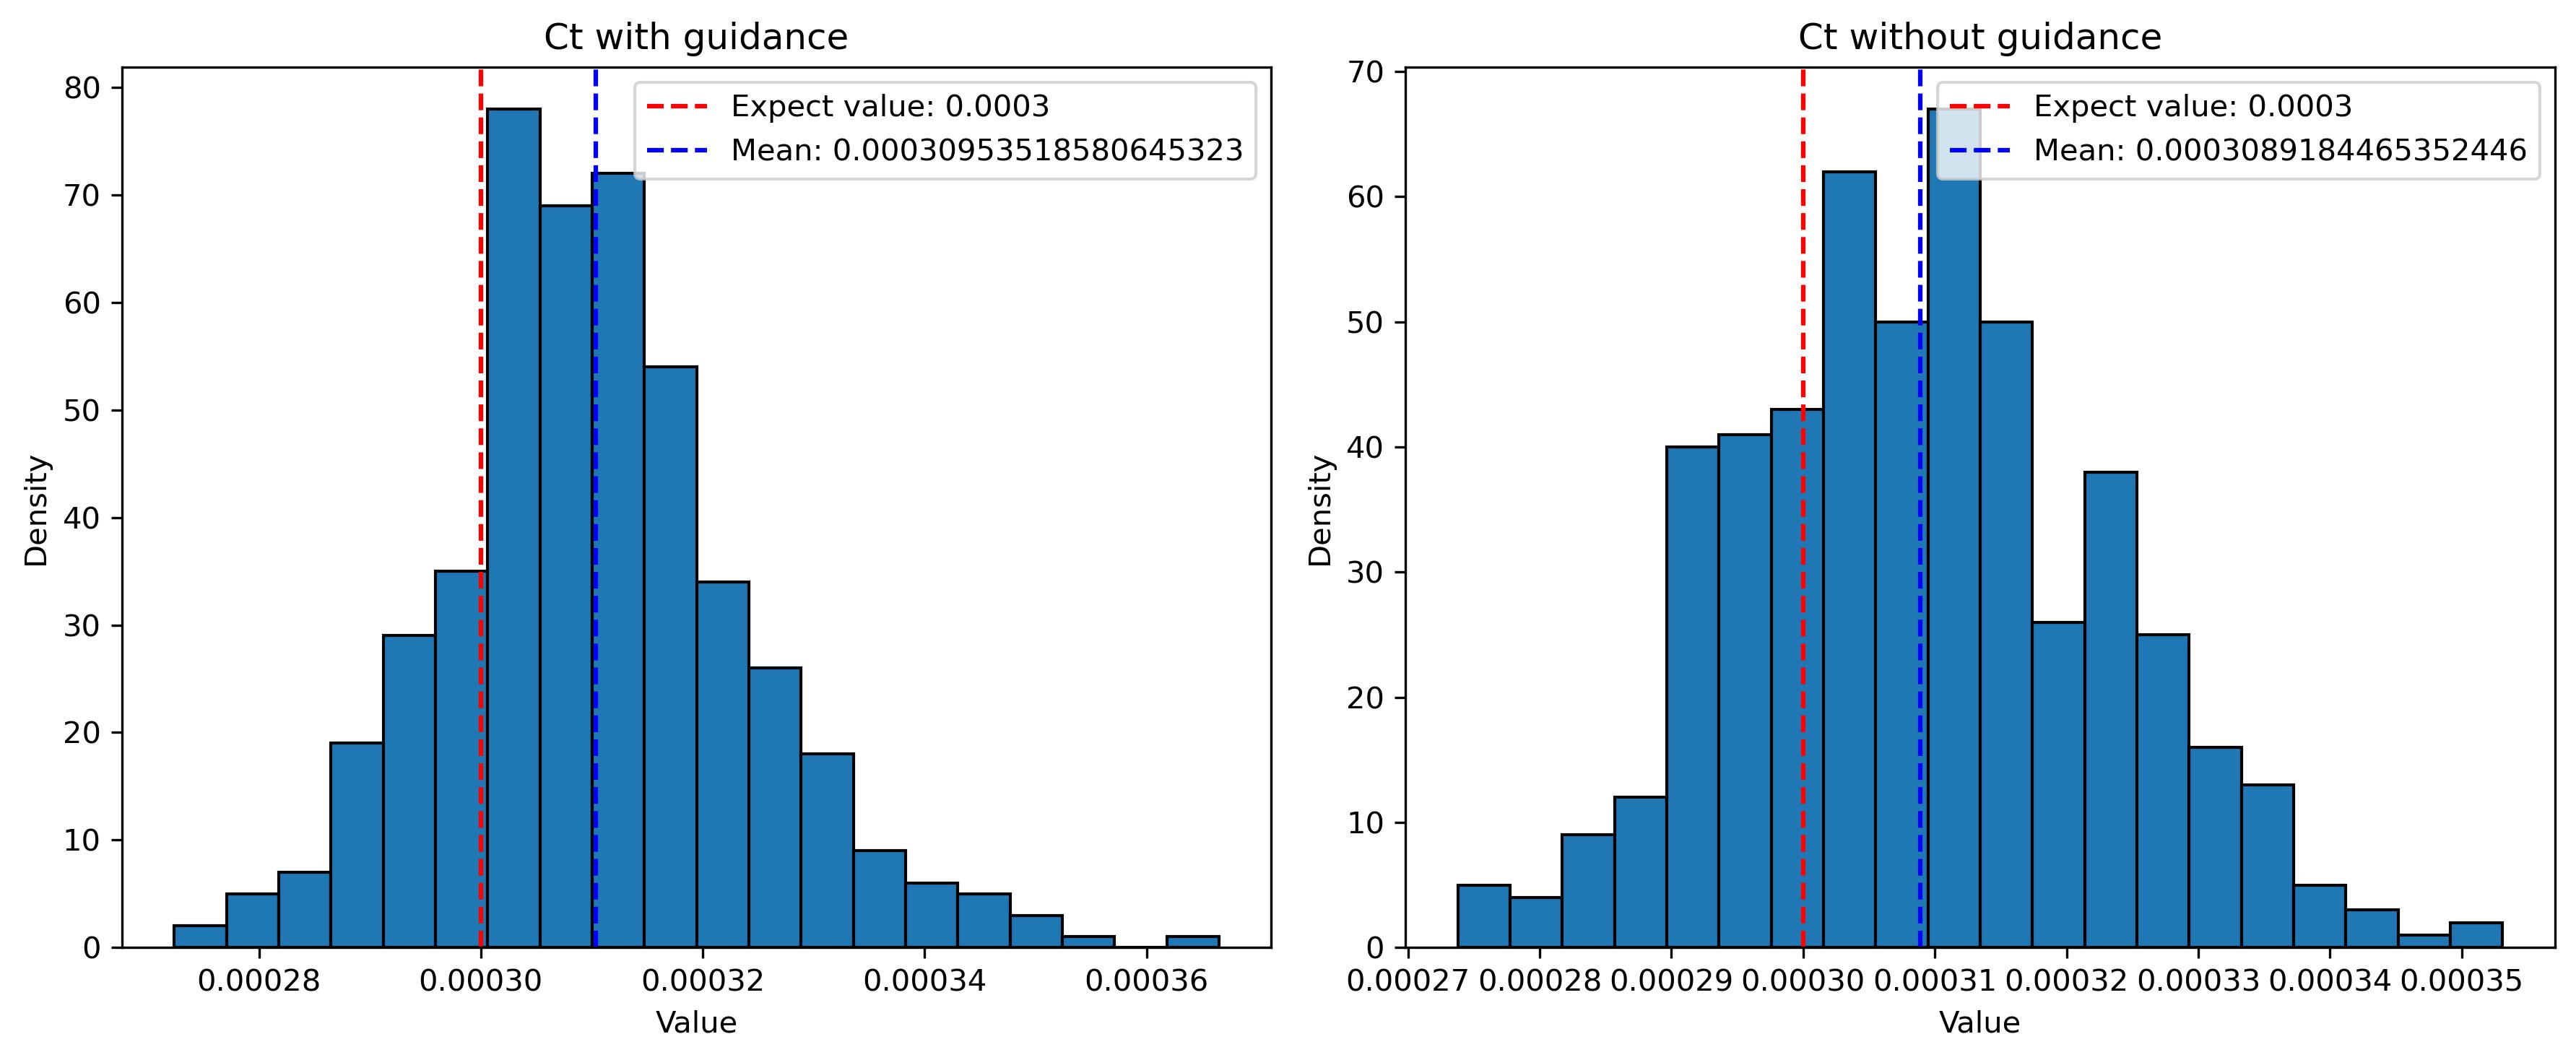 Ct with guidance
80
70
60
50
40
30
20
10
0
Density
Expect value: 0.0003
Mean: 0.00030953518580645323
0.00028 0.00030 0.00032 0.00034 0.00036
Value
Ct without guidance
70
60
50
40
30
20
10
0
Density
Expect value: 0.0003
Mean: 0.0003089184465352446
0.00027 0.00028 0.00029 0.00030 0.00031 0.00032 0.00033 0.00034 0.00035
Value